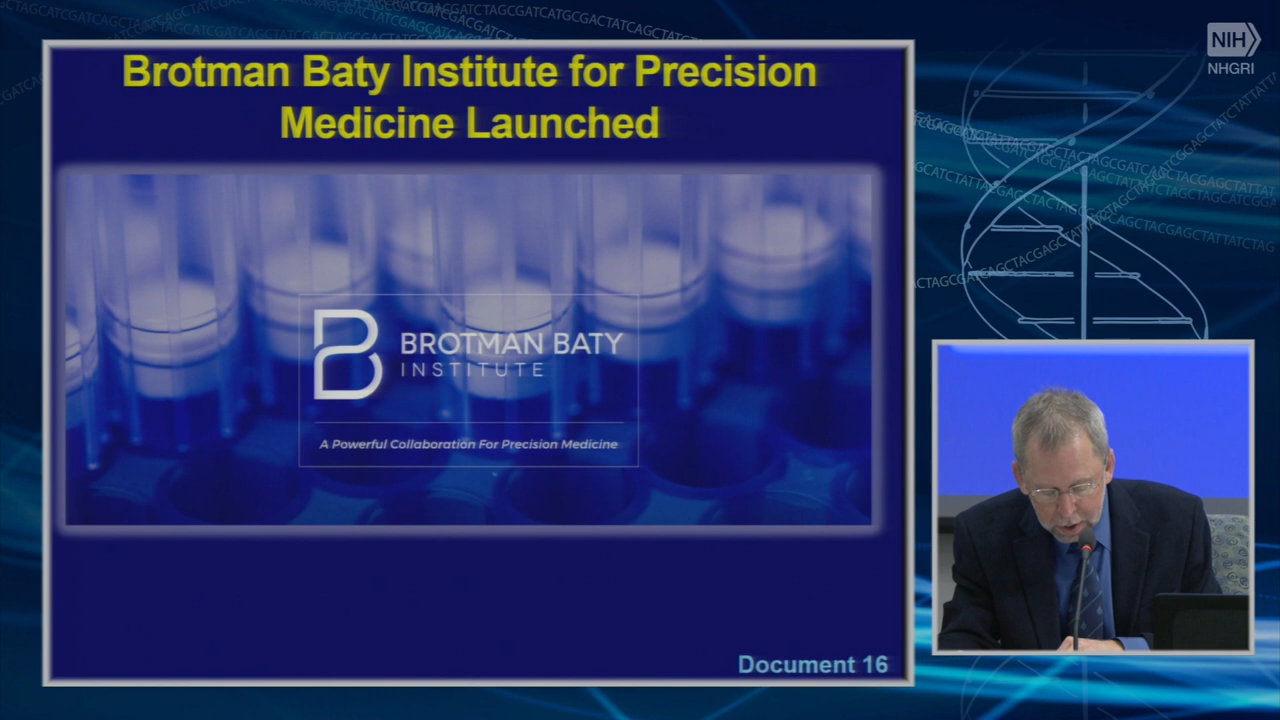 NIH
NHGRI
Brotman Baty Institute for Precision
Medicine Launched
BROTMAN BATY
INSTITUTE
A Powerful Collaboration For Precision Medicine
Document 16